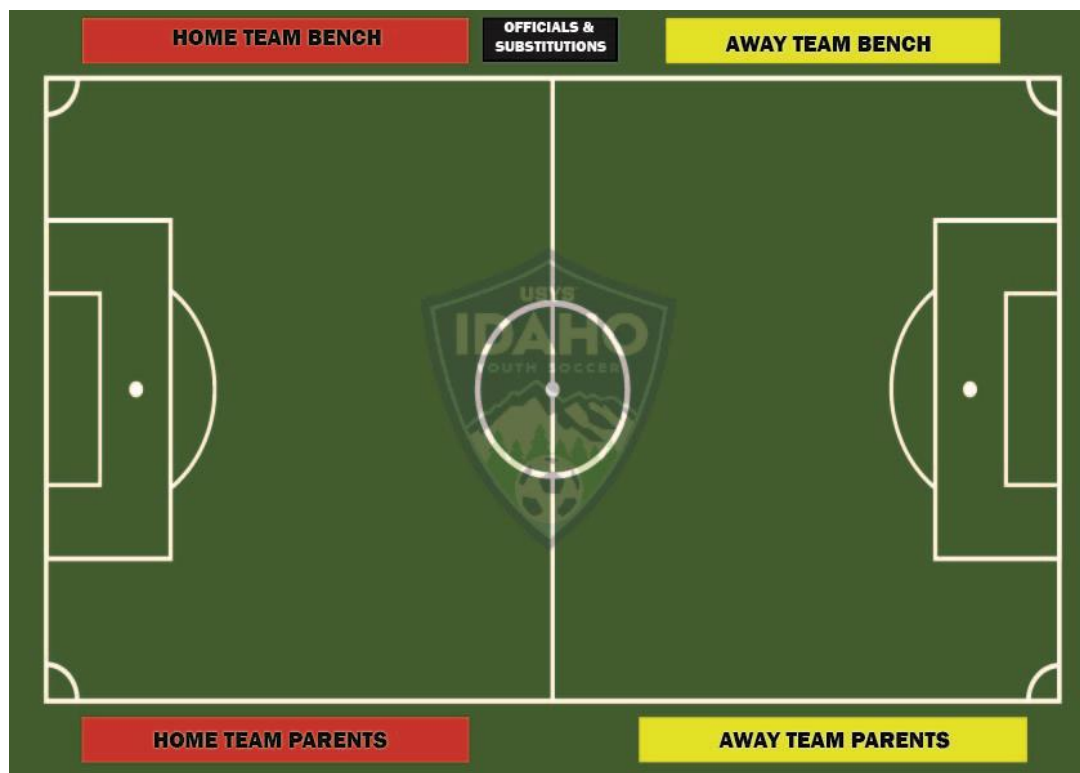 HOME TEAM BENCH
OFFICIALS &
SUBSTITUTIONS
AWAY TEAM BENCH
USYS
IDAHO
YOUTH SOCCER
HOME TEAM PARENTS
AWAY TEAM PARENTS